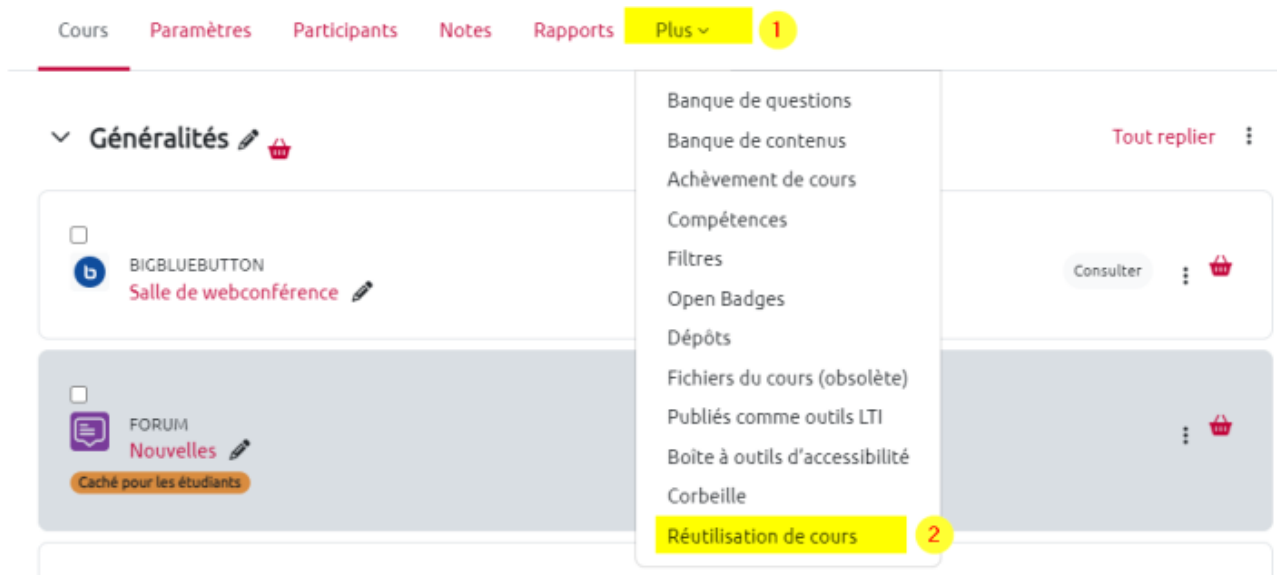 Cours Paramètres Participants Notes Rapports Plus 1
Banque de questions
Généralités
Banque de contenus
Tout replier
Achèvement de cours
Compétences
BIGBLUEBUTTON
Salle de webconférence
Filtres
Consulter
Open Badges
Dépôts
Fichiers du cours (obsolète)
FORUM
Nouvelles
Caché pour les étudiants
Publiés comme outils LTI
Boîte à outils d'accessibilité
Corbeille
Réutilisation de cours 2